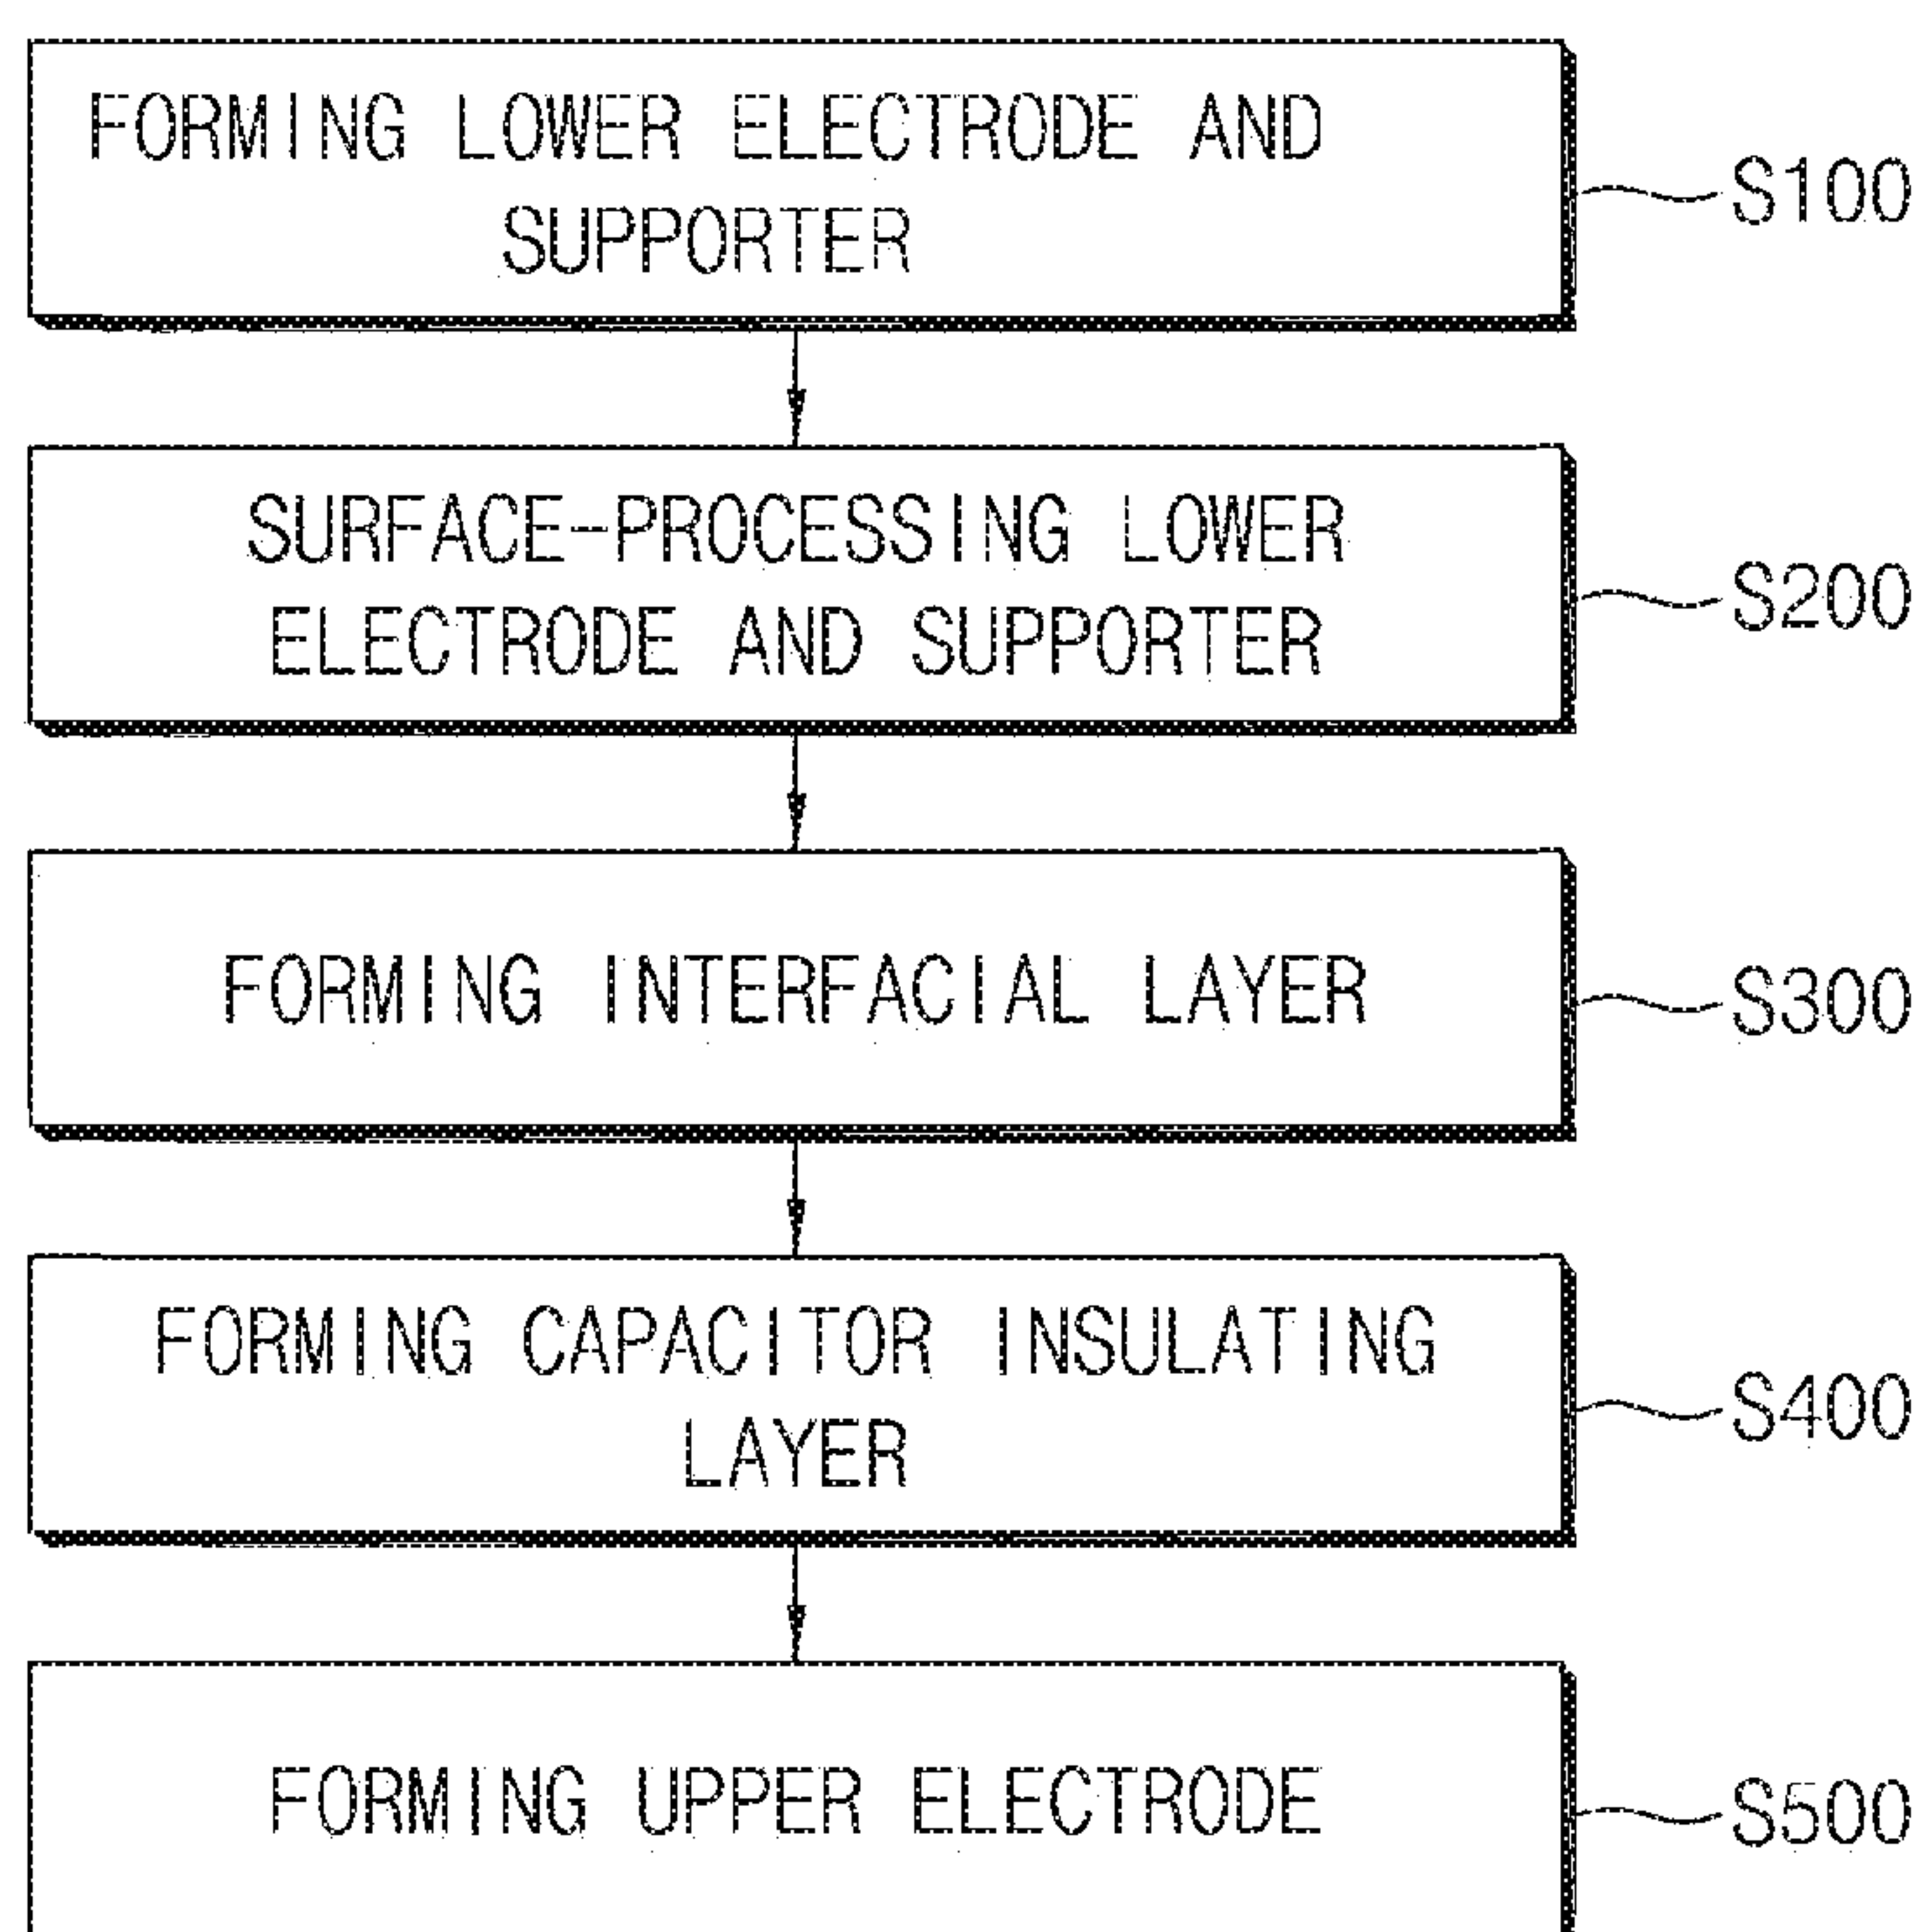 FORMING LOWER ELECTRODE AND
SUPPORTER
S100
SURFACE-PROCESSING LOWER
ELECTRODE AND SUPPORTER
S200
FORMING INTERFACIAL LAYER
S300
FORMING CAPACITOR INSULATING
LAYER
S400
FORMING UPPER ELECTRODE
S500